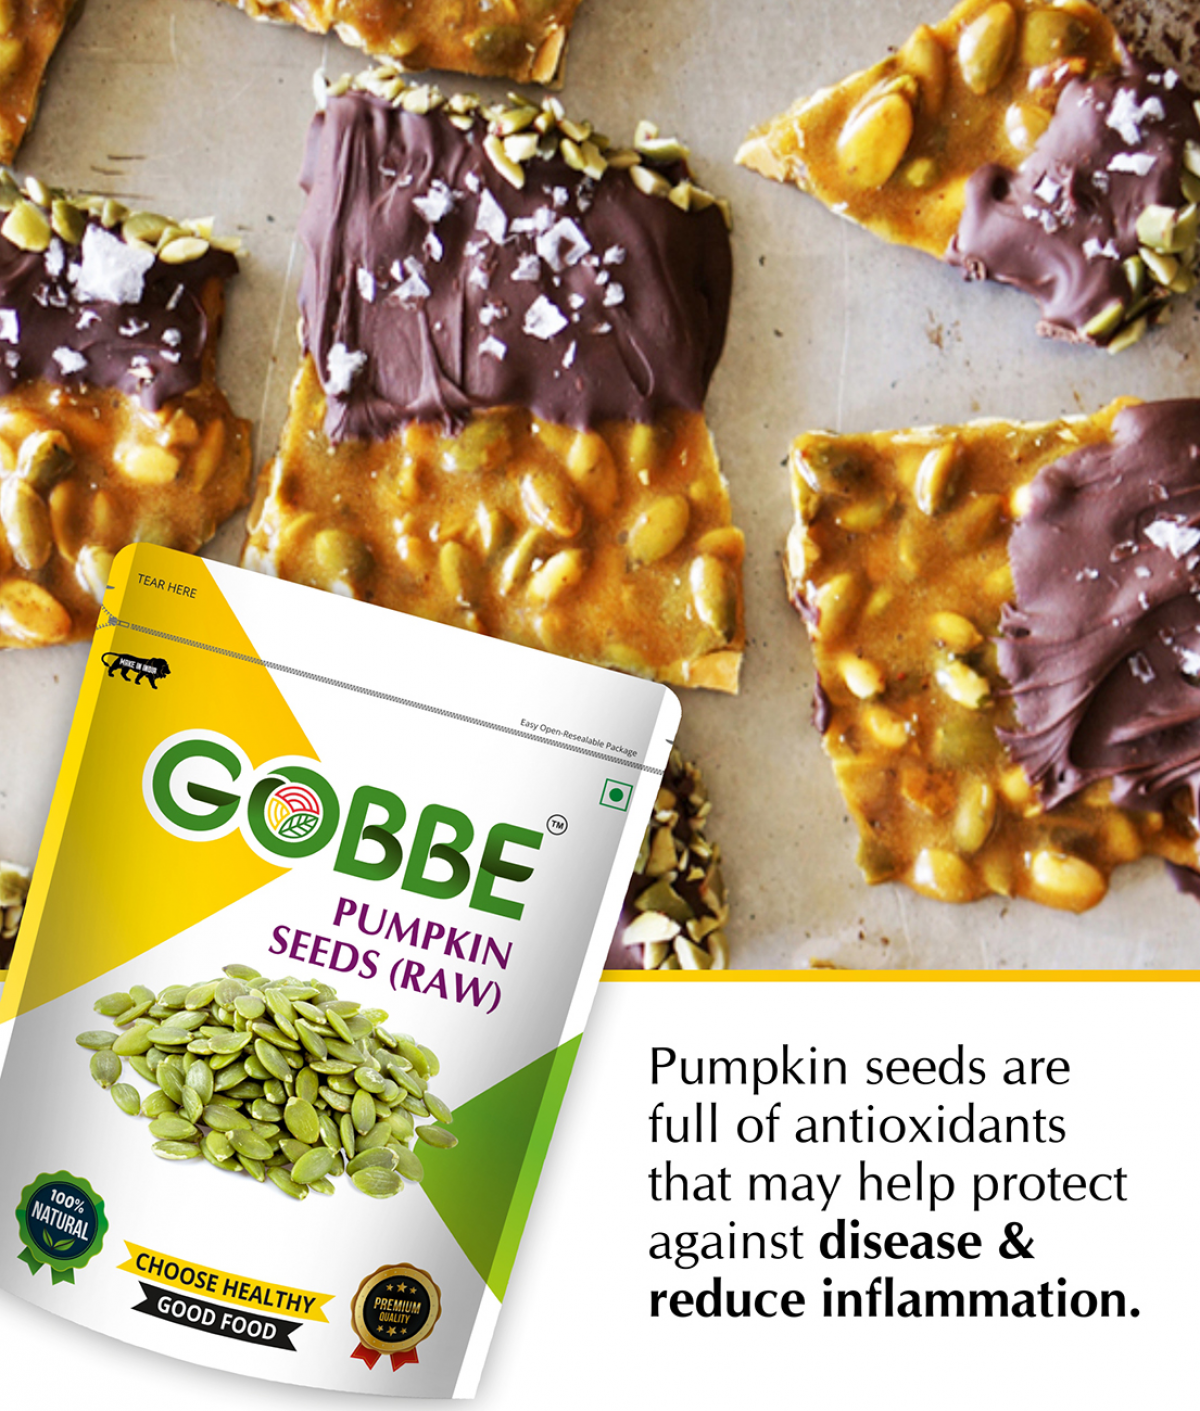 TEAR HERE
MAKE IN INDIA
Easy Open-Resealable Package
GOBBE
TM
PUMPKIN
SEEDS (RAW)
100%
NATURAL
CHOOSE HEALTHY
GOOD FOOD
PREMIUM
QUALITY
Pumpkin seeds are
full of antioxidants
that may help protect
against disease &
reduce inflammation.